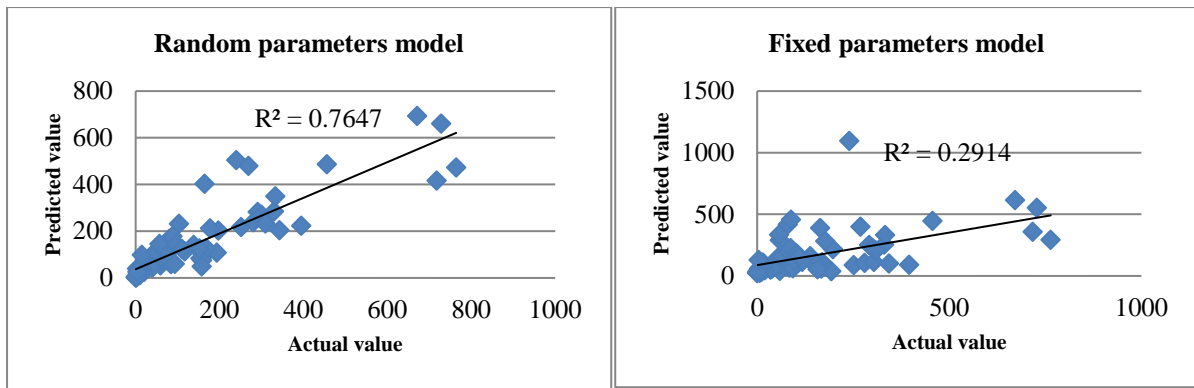 Random parameters model
800
R² = 0.7647
600
400
200
0
0 200 400 600 800 1000
Predicted value
Actual value
Fixed parameters model
1500
R² = 0.2914
1000
500
0
0 500 1000
Predicted value
Actual value